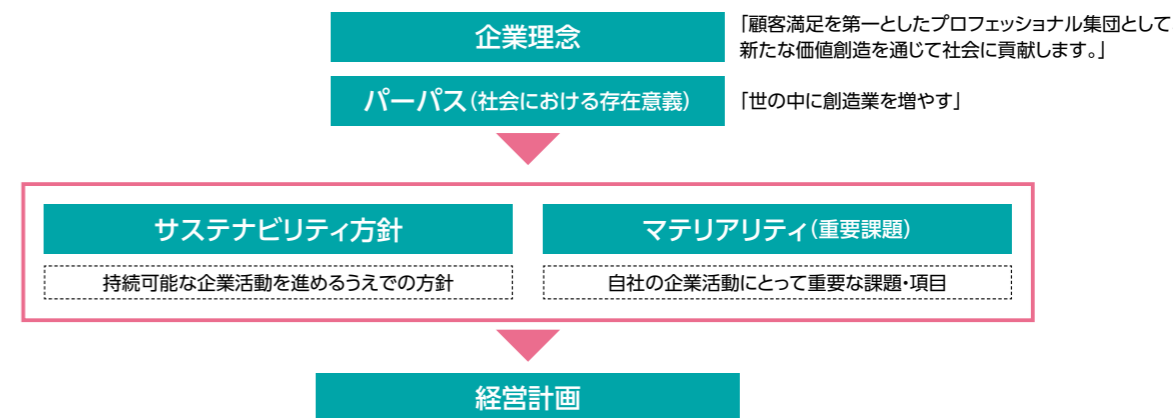 企業理念
「顧客満足を第一としたプロフェッショナル集団として
新たな価値創造を通じて社会に貢献します。」
パーパス(社会における存在意義)
「世の中に創造業を増やす」
サステナビリティ方針
マテリアリティ(重要課題)
持続可能な企業活動を進めるうえでの方針
自社の企業活動にとって重要な課題・項目
経営計画